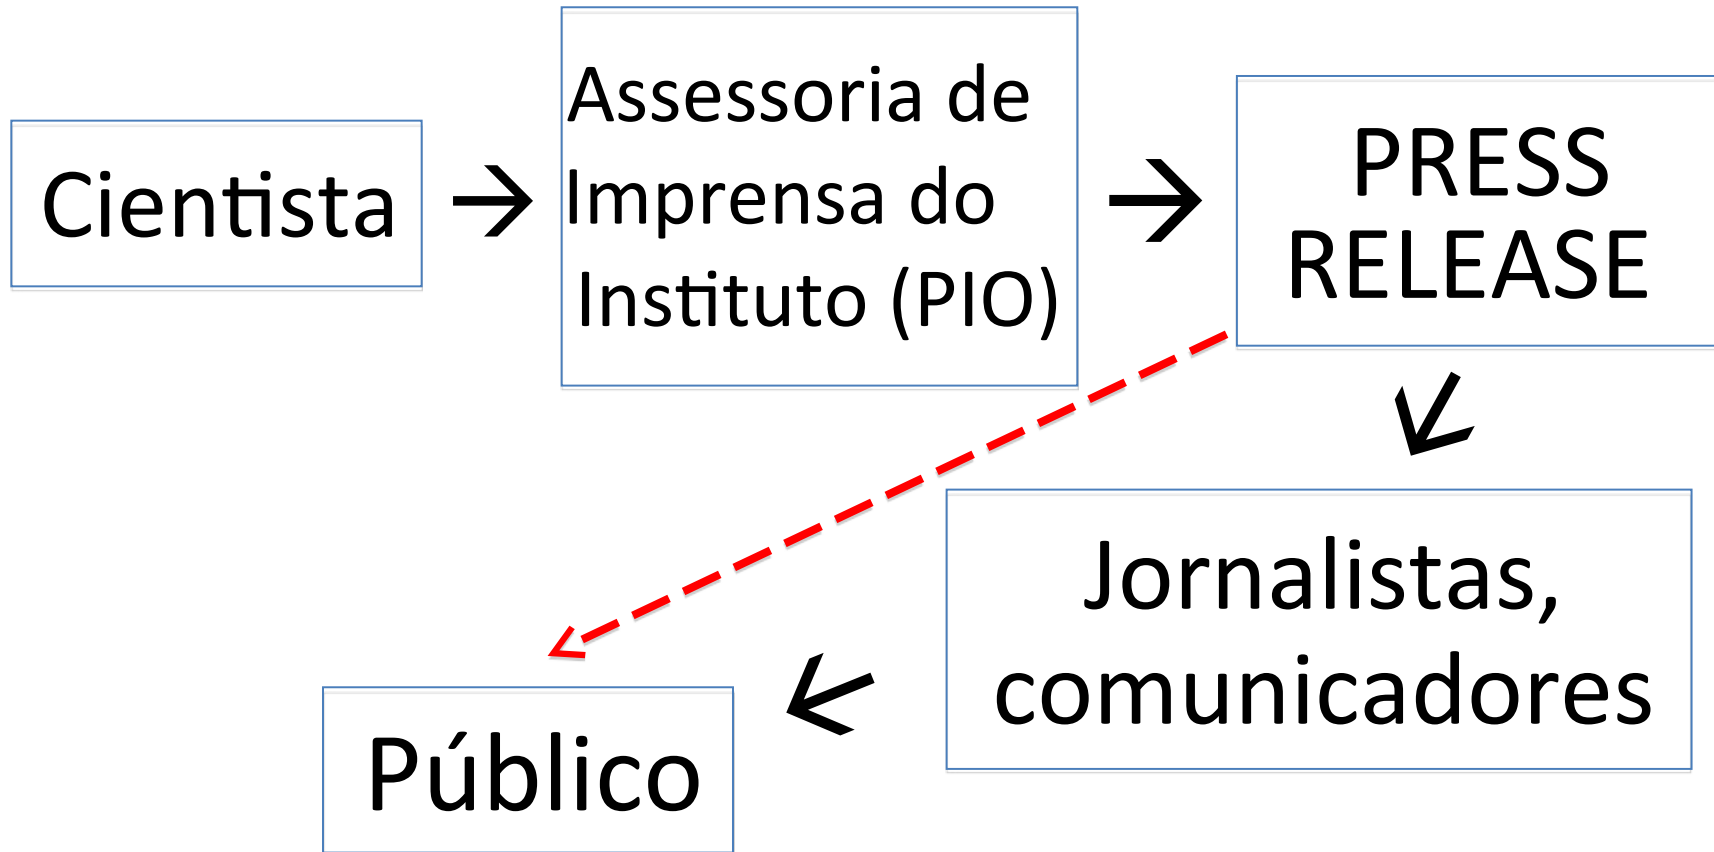 Cientista
Assessoria de
Imprensa do
Instituto (PIO)
PRESS
RELEASE
Jornalistas,
comunicadores
Público